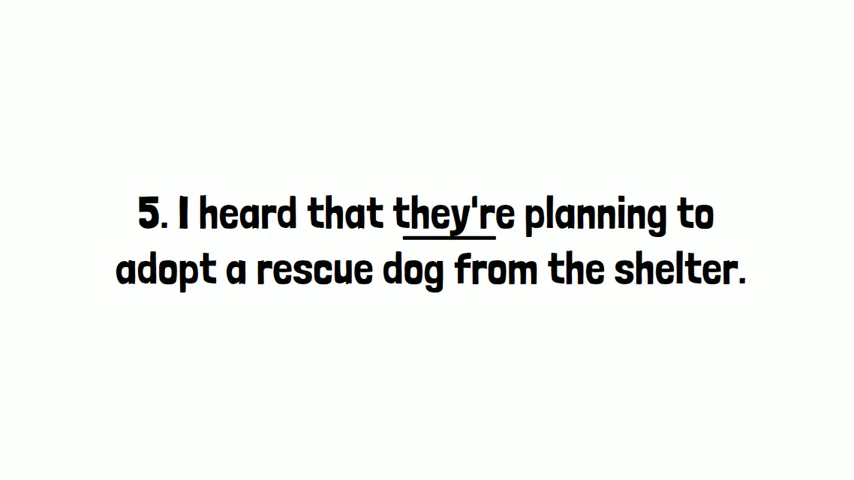 5. I heard that they're planning to
adopt a rescue dog from the shelter.